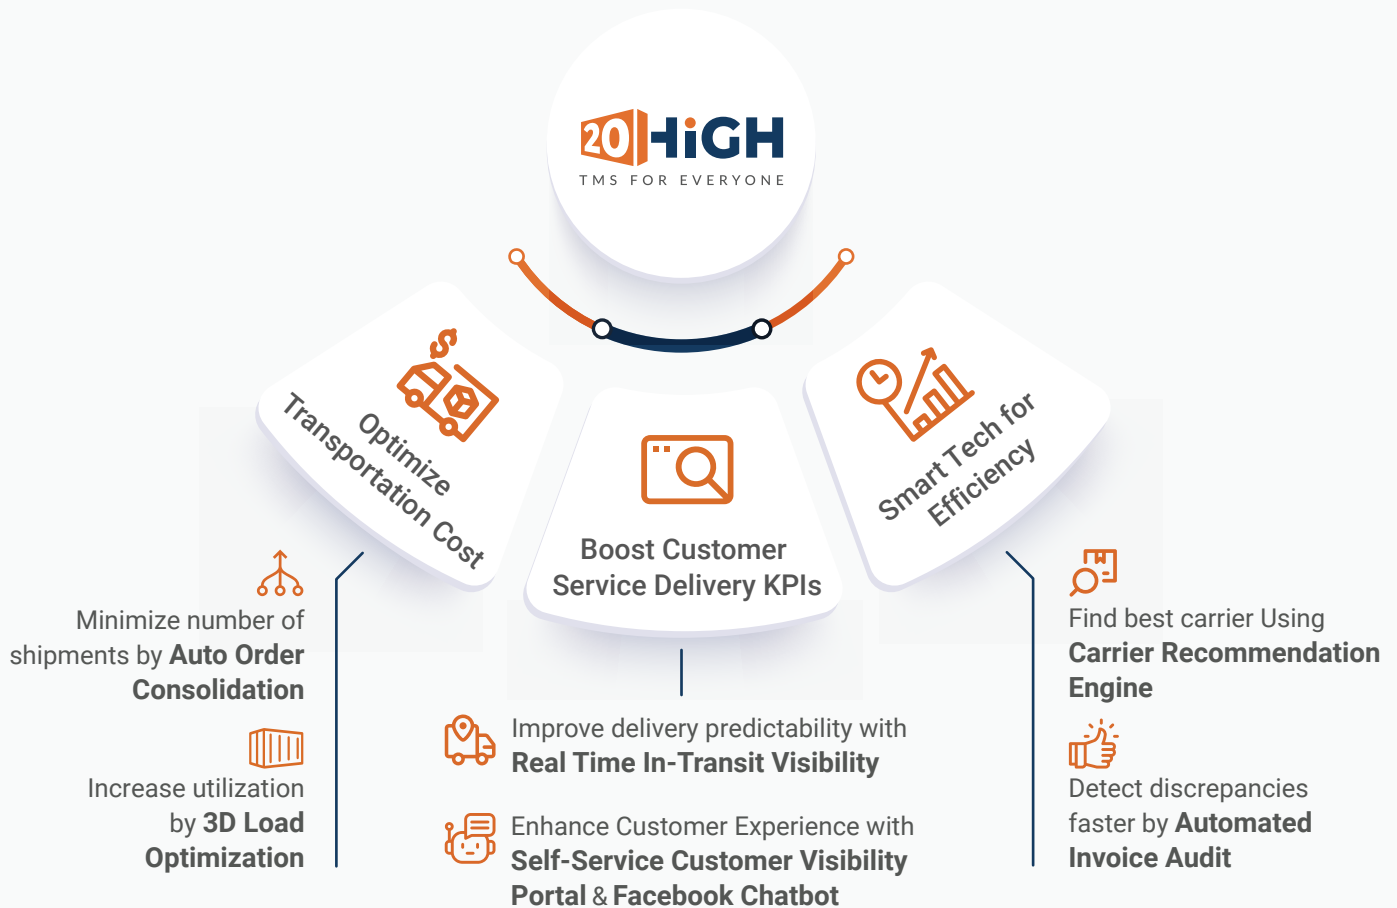 20HiGH
TMS FOR EVERYONE
$
Optimize
Transportation Cost
Boost Customer
Service Delivery KPIs
Smart Tech for
Efficiency
Minimize number of
shipments by Auto Order
Consolidation
Increase utilization
by 3D Load
Optimization
Improve delivery predictability with
Real Time In-Transit Visibility
Enhance Customer Experience with
Self-Service Customer Visibility
Portal & Facebook Chatbot
Find best carrier Using
Carrier Recommendation
Engine
Detect discrepancies
faster by Automated
Invoice Audit